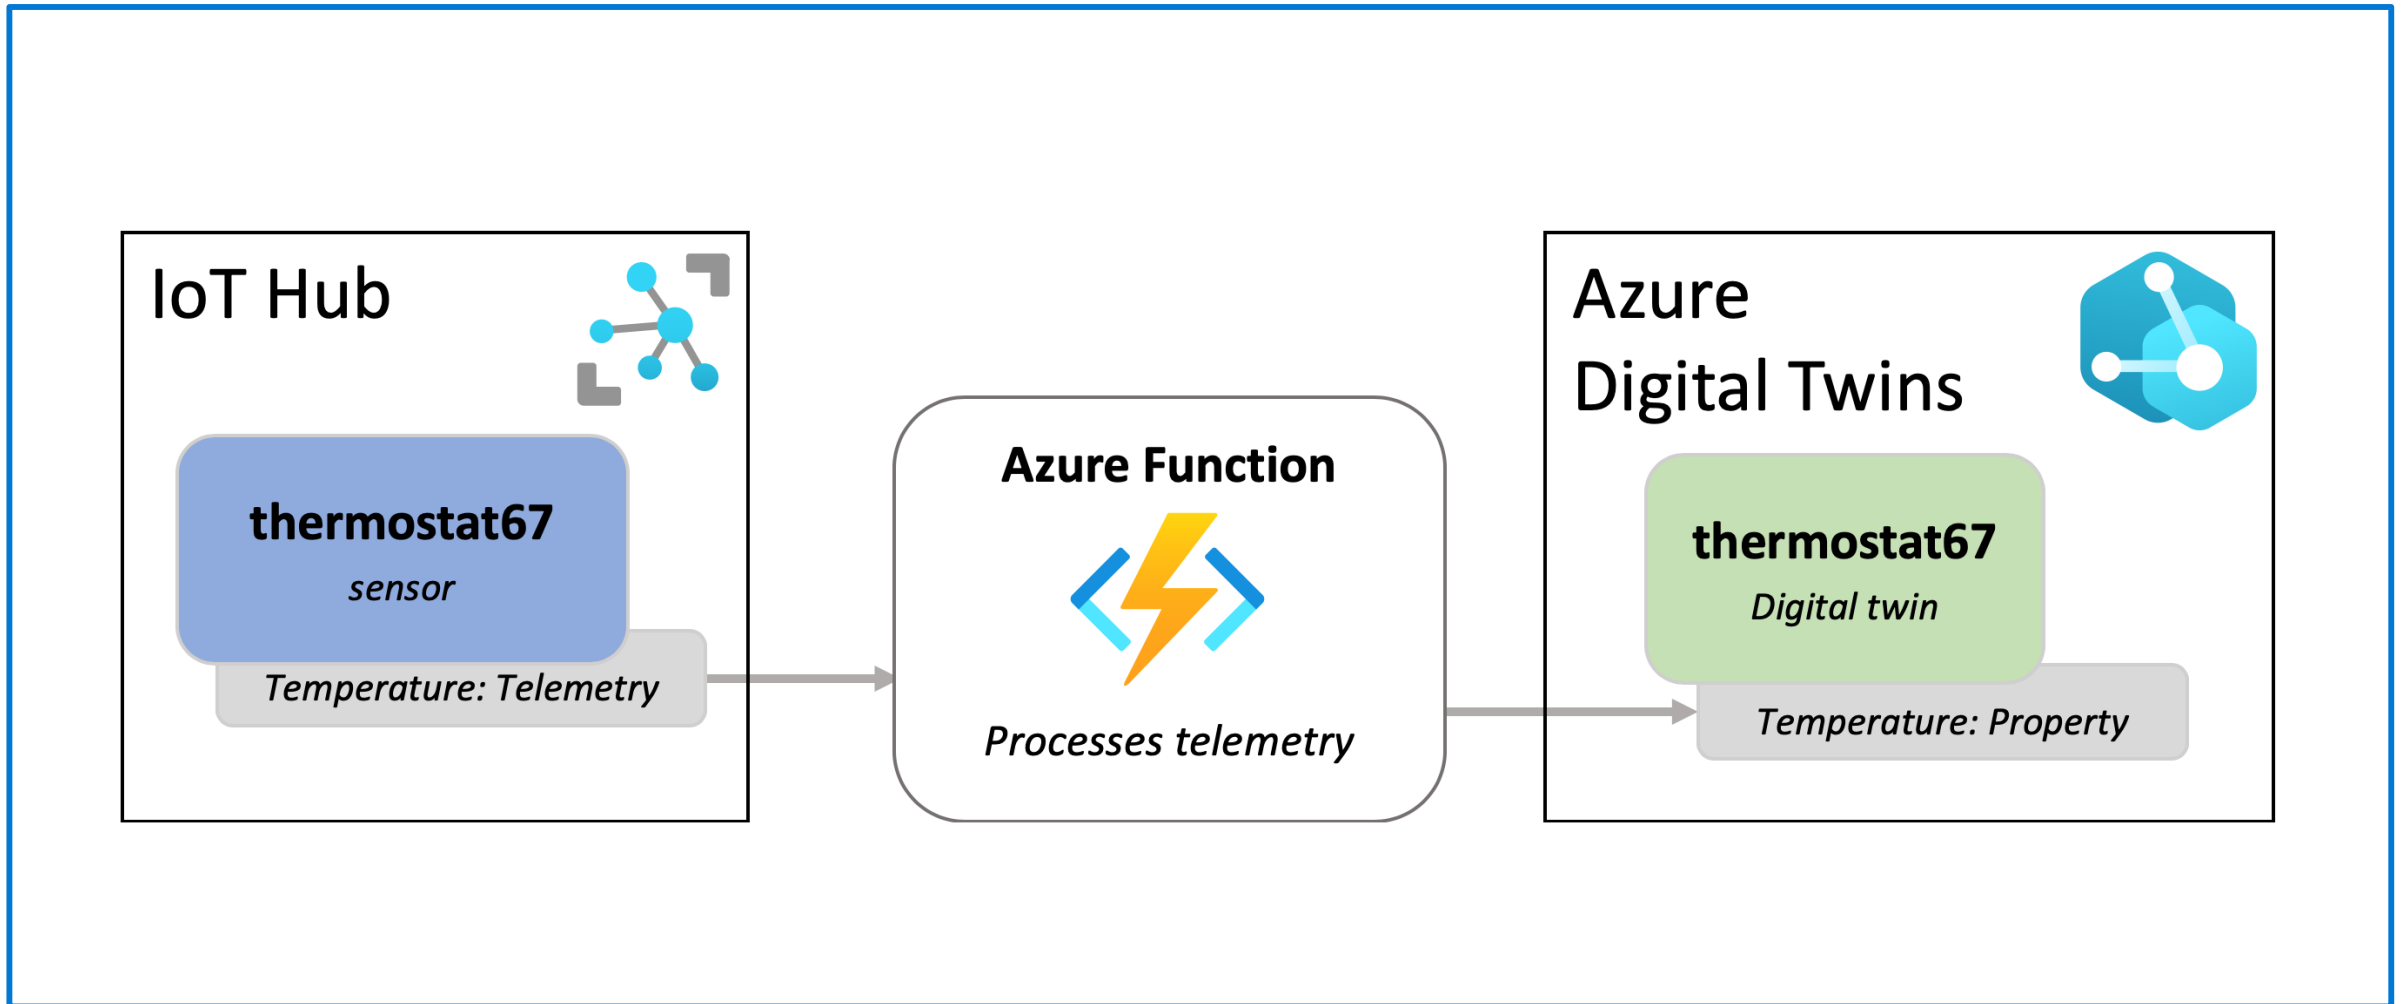 IoT Hub
thermostat67
sensor
Temperature: Telemetry
Azure Function
Processes telemetry
Azure
Digital Twins
thermostat67
Digital twin
Temperature: Property